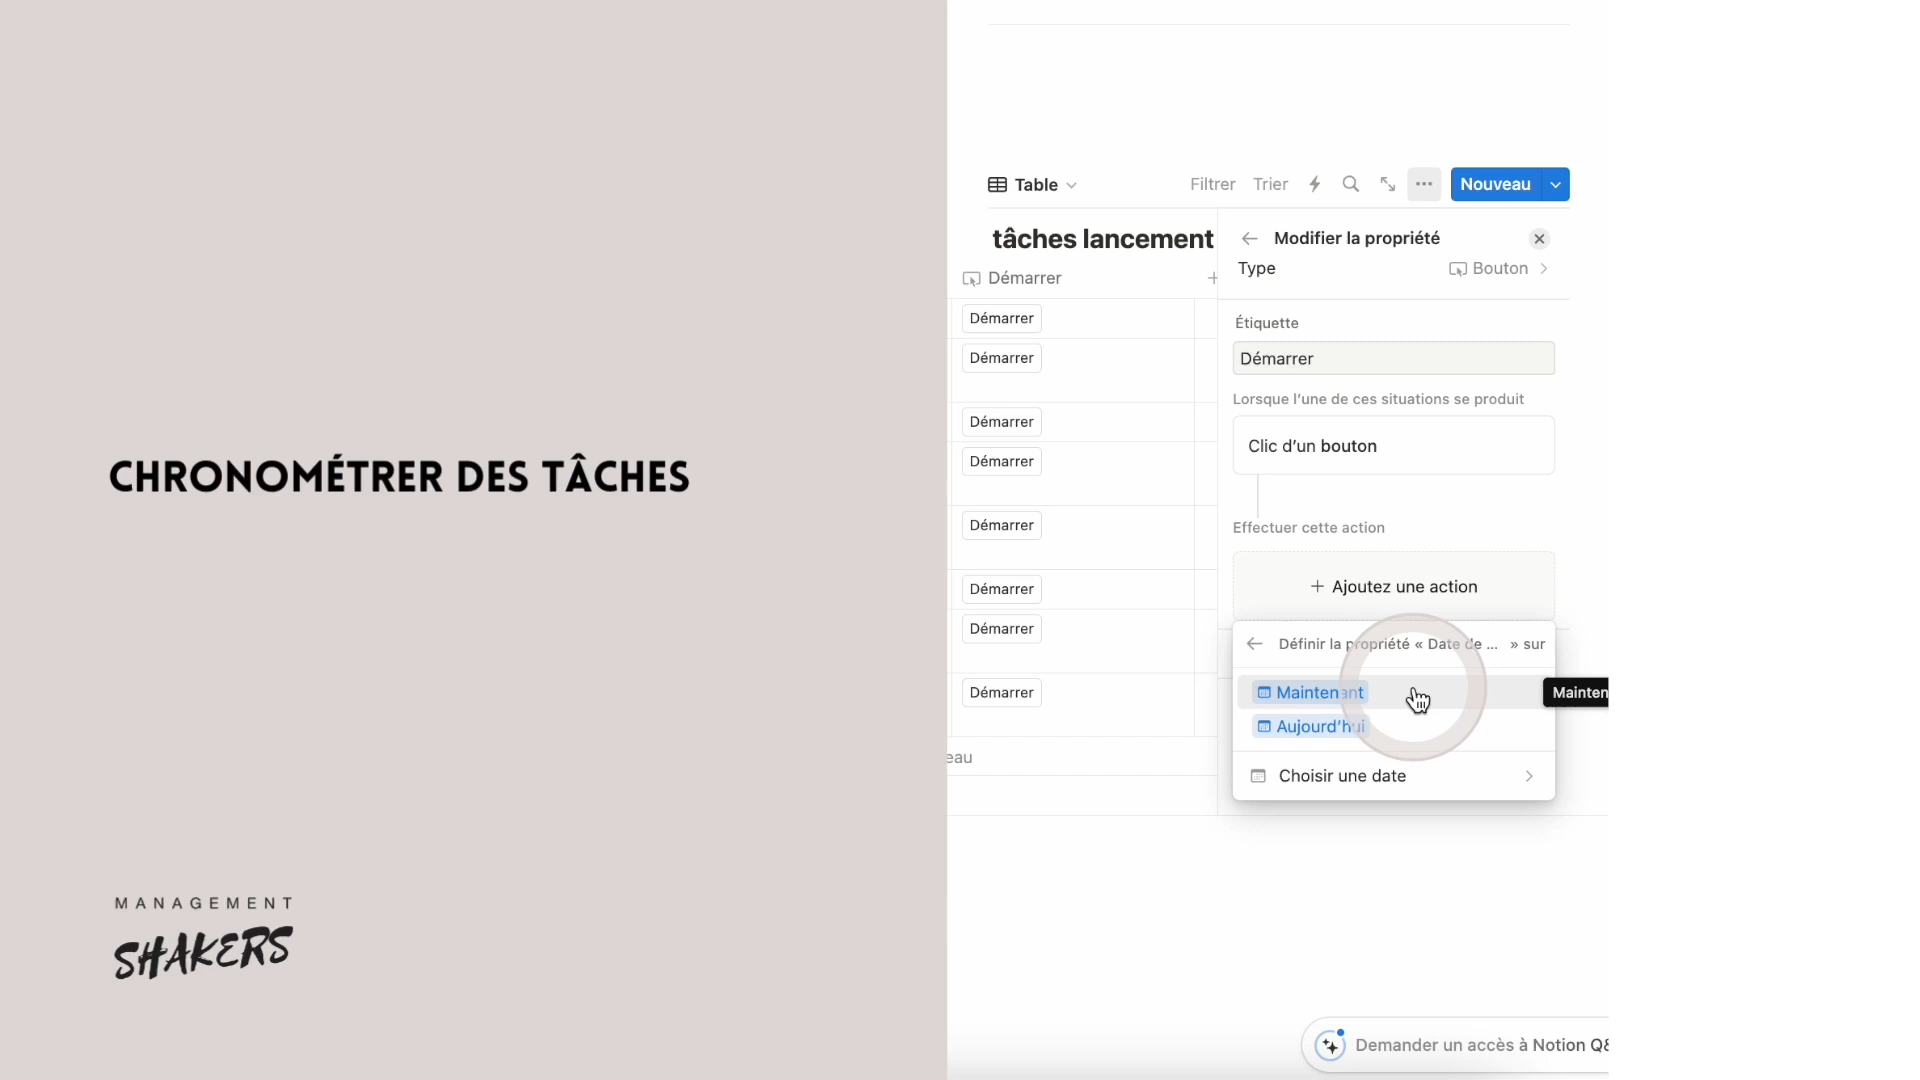 CHRONOMÉTRER DES TÂCHES
MANAGEMENT
SHAKERS
Table
Filtrer
Trier
Nouveau
tâches lancement
Démarrer
Démarrer
Démarrer
Démarrer
Démarrer
Démarrer
Démarrer
Démarrer
Démarrer
eau
Modifier la propriété
Type
Bouton
Étiquette
Démarrer
Lorsque l'une de ces situations se produit
Clic d'un bouton
Effectuer cette action
+ Ajoutez une action
Définir la propriété « Date de ... » sur
Maintenant
Mainten
Aujourd'hui
Choisir une date
Demander un accès à Notion Q&